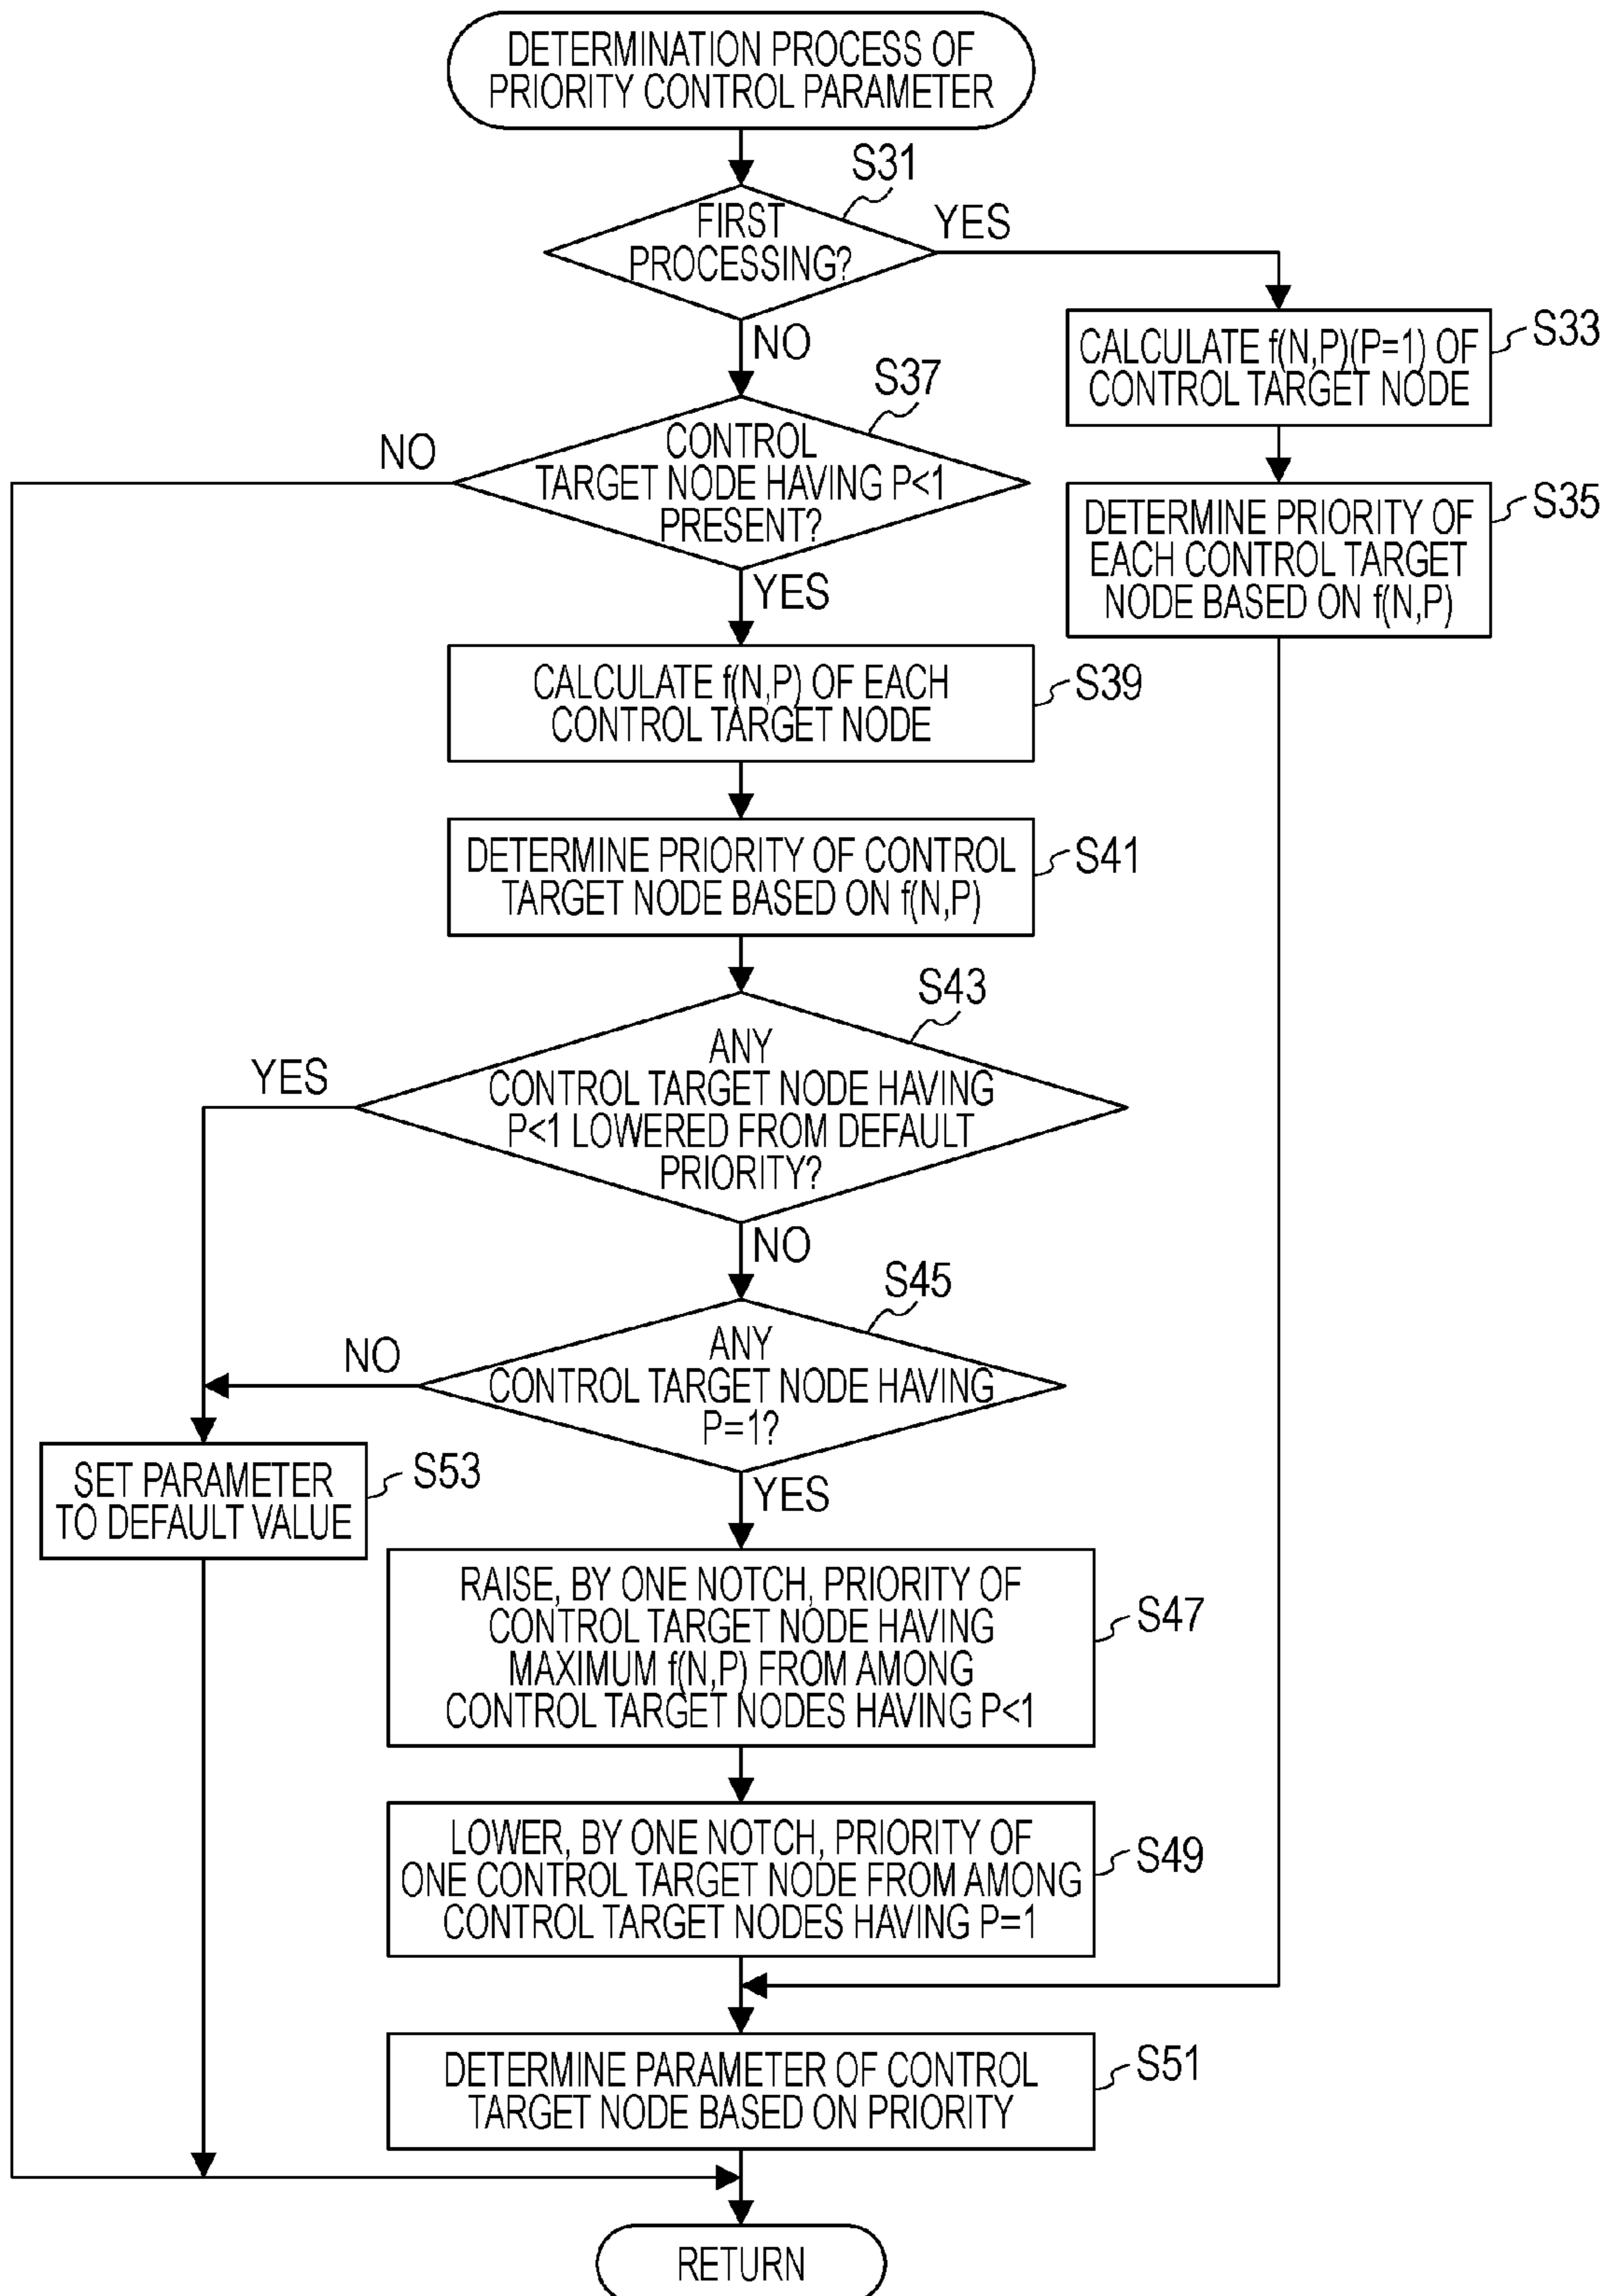 DETERMINATION PROCESS OF
PRIORITY CONTROL PARAMETER
S31
FIRST
PROCESSING?
YES
NO
S33
CALCULATE f(N,P)(P=1) OF
CONTROL TARGET NODE
S35
DETERMINE PRIORITY OF
EACH CONTROL TARGET
NODE BASED ON f(N,P)
S37
CONTROL
TARGET NODE HAVING P<1
PRESENT?
NO
YES
S39
CALCULATE f(N,P) OF EACH
CONTROL TARGET NODE
S41
DETERMINE PRIORITY OF CONTROL
TARGET NODE BASED ON f(N,P)
S43
ANY
CONTROL TARGET NODE HAVING
P<1 LOWERED FROM DEFAULT
PRIORITY?
YES
NO
S45
ANY
CONTROL TARGET NODE HAVING
P=1?
NO
YES
S53
SET PARAMETER
TO DEFAULT VALUE
S47
RAISE, BY ONE NOTCH, PRIORITY OF
CONTROL TARGET NODE HAVING
MAXIMUM f(N,P) FROM AMONG
CONTROL TARGET NODES HAVING P<1
S49
LOWER, BY ONE NOTCH, PRIORITY OF
ONE CONTROL TARGET NODE FROM AMONG
CONTROL TARGET NODES HAVING P=1
S51
DETERMINE PARAMETER OF CONTROL
TARGET NODE BASED ON PRIORITY
RETURN